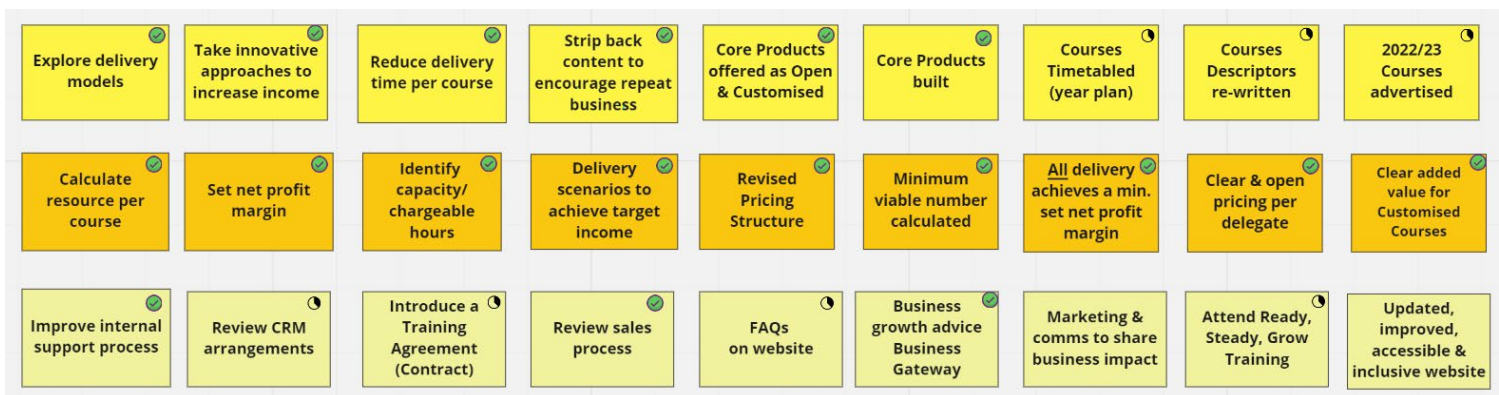 Explore delivery
models
Take innovative
approaches to
increase income
Reduce delivery
time per course
Strip back
content to
encourage repeat
business
Core Products
offered as Open
& Customised
Core Products
built
Courses
Timetabled
(year plan)
Courses
Descriptors
re-written
2022/23
Courses
advertised
Calculate
resource per
course
Set net profit
margin
Identify
capacity/
chargeable
hours
Delivery
scenarios to
achieve target
income
Revised
Pricing
Structure
Minimum
viable number
calculated
All delivery
achieves a min.
set net profit
margin
Clear & open
pricing per
delegate
Clear added
value for
Customised
Courses
Improve internal
support process
Review CRM
arrangements
Introduce a
Training
Agreement
(Contract)
Review sales
process
FAQs
on website
Business
growth advice
Business
Gateway
Marketing &
comms to share
business impact
Attend Ready,
Steady, Grow
Training
Updated,
improved,
accessible &
inclusive website